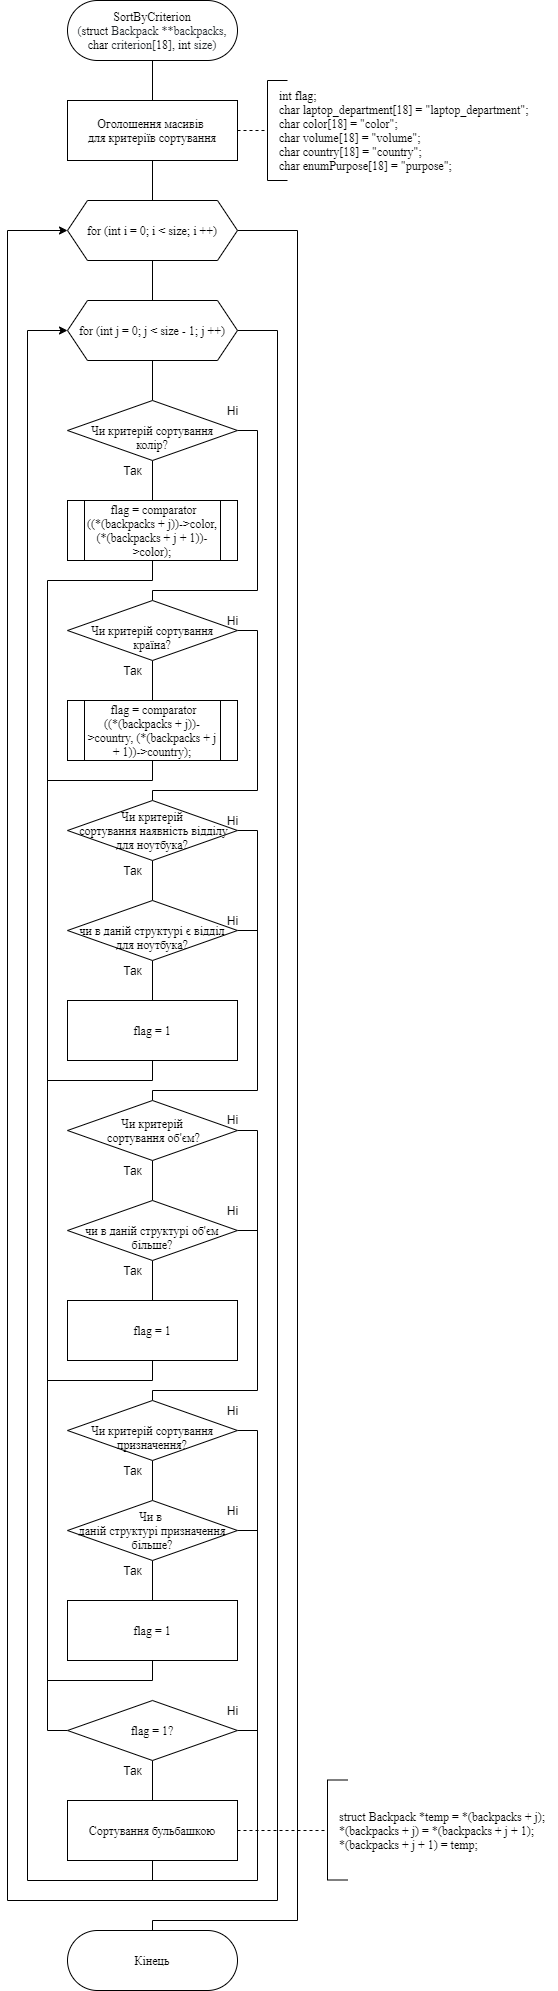 SortByCriterion
(struct Backpack **backpacks,
char criterion[18], int size)
Оголошення масивів
для критеріїв сортування
int flag;
char laptop_department[18] = "laptop_department";
char color[18] = "color";
char volume[18] = "volume";
char country[18] = "country";
char enumPurpose[18] = "purpose";
for (int i = 0; i < size; i ++)
for (int j = 0; j < size - 1; j ++)
Ні
Чи критерій сортування
колір?
Так
flag = comparator
((*(backpacks + j))->color,
(*(backpacks + j + 1))-
>color);
Ні
Чи критерій сортування
країна?
Так
flag = comparator
((*(backpacks + j))-
>country, (*(backpacks + j
+ 1))->country);
Ні
Чи критерій
сортування наявність відділу
для ноутбука?
Так
Ні
чи в даній структурі є відділ
для ноутбука?
Так
flag = 1
Ні
Чи критерій
сортування об'єм?
Так
Ні
чи в даній структурі об'єм
більше?
Так
flag = 1
Ні
Чи критерій сортування
призначення?
Так
Ні
Чи в
даній структурі призначення
більше?
Так
flag = 1
Ні
flag = 1?
Так
Сортування бульбашкою
struct Backpack *temp = *(backpacks + j);
*(backpacks + j) = *(backpacks + j + 1);
*(backpacks + j + 1) = temp;
Кінець